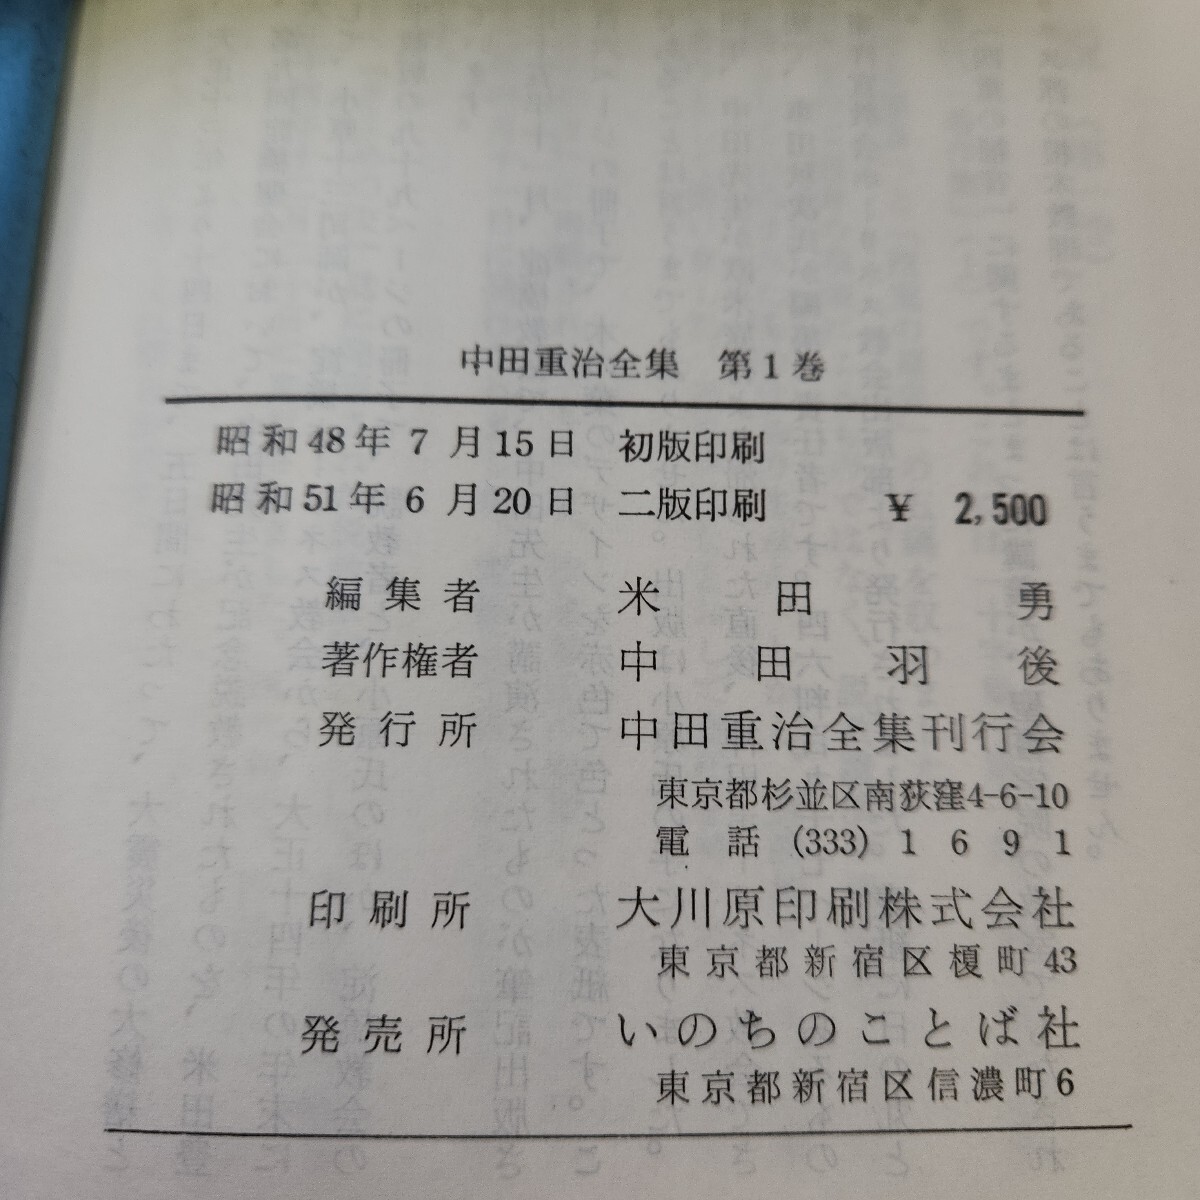 中田重治全集　第1巻
昭和48年7月15日　初版印刷
昭和51年6月20日　二版印刷　¥ 2,500
編集者　米田勇
著作権者　中田羽後
発行所　中田重治全集刊行会
東京都杉並区南荻窪4-6-10
電話　(333) 1 6 9 1
印刷所　大川原印刷株式会社
東京都新宿区榎町43
発売所　いのちのことば社
東京都新宿区信濃町6